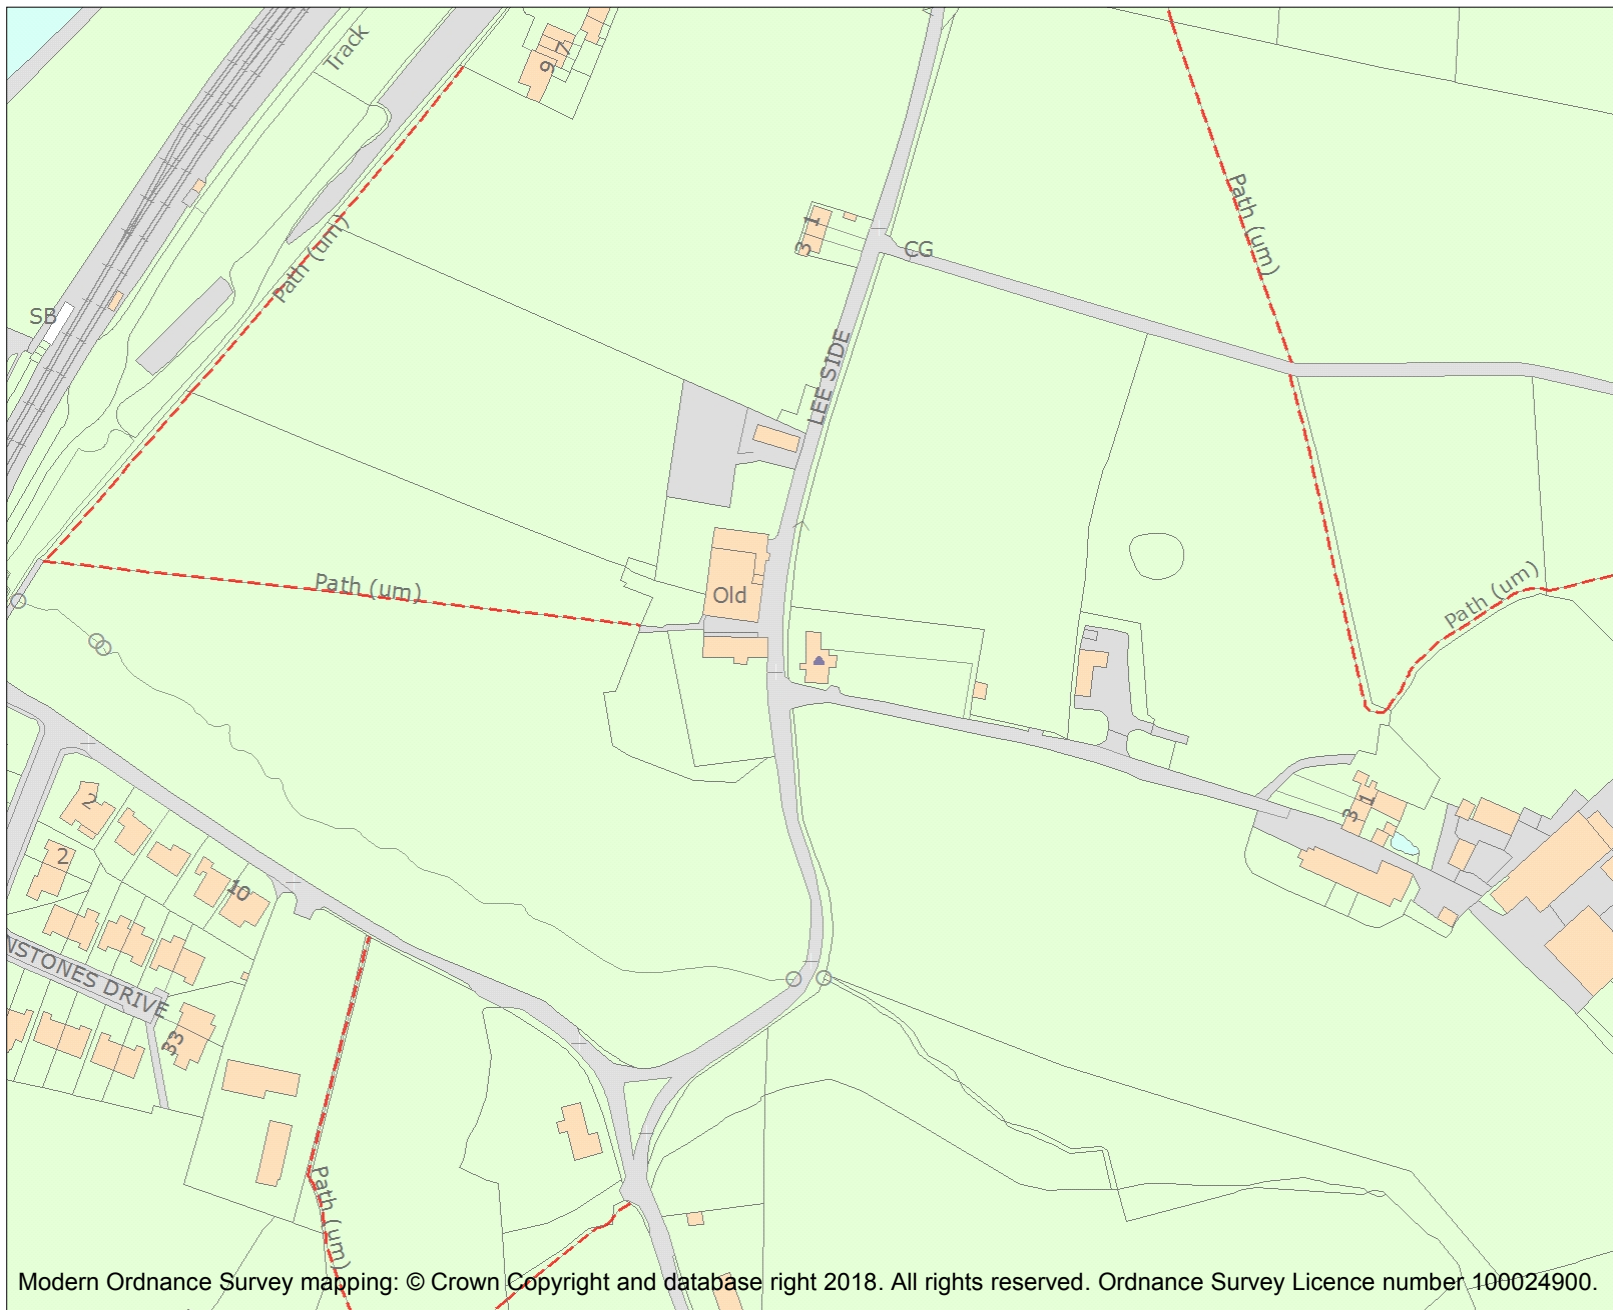 Track
9 7
Path (um)
1
3
CG
Path (um)
SB
LEE SIDE
Path (um)
Old
Path (um)
2
2
10
1
3
NSTONES DRIVE
33
Path (um)
Modern Ordnance Survey mapping: © Crown Copyright and database right 2018. All rights reserved. Ordnance Survey Licence number 100024900.